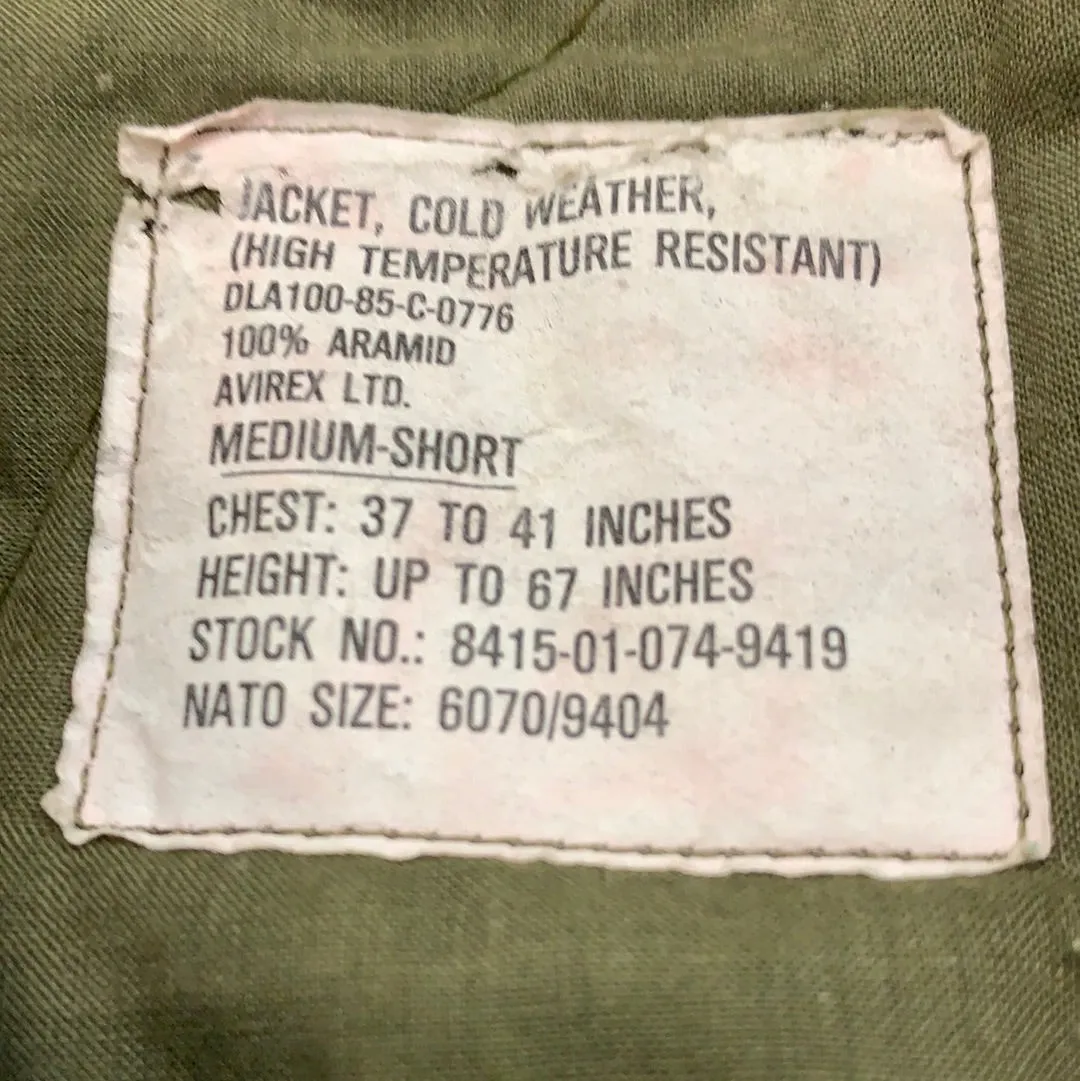 JACKET, COLD WEATHER,
(HIGH TEMPERATURE RESISTANT)
DLA100-85-C-0776
100% ARAMID
AVIREX LTD.
MEDIUM-SHORT
CHEST: 37 TO 41 INCHES
HEIGHT: UP TO 67 INCHES
STOCK NO.: 8415-01-074-9419
NATO SIZE: 6070/9404